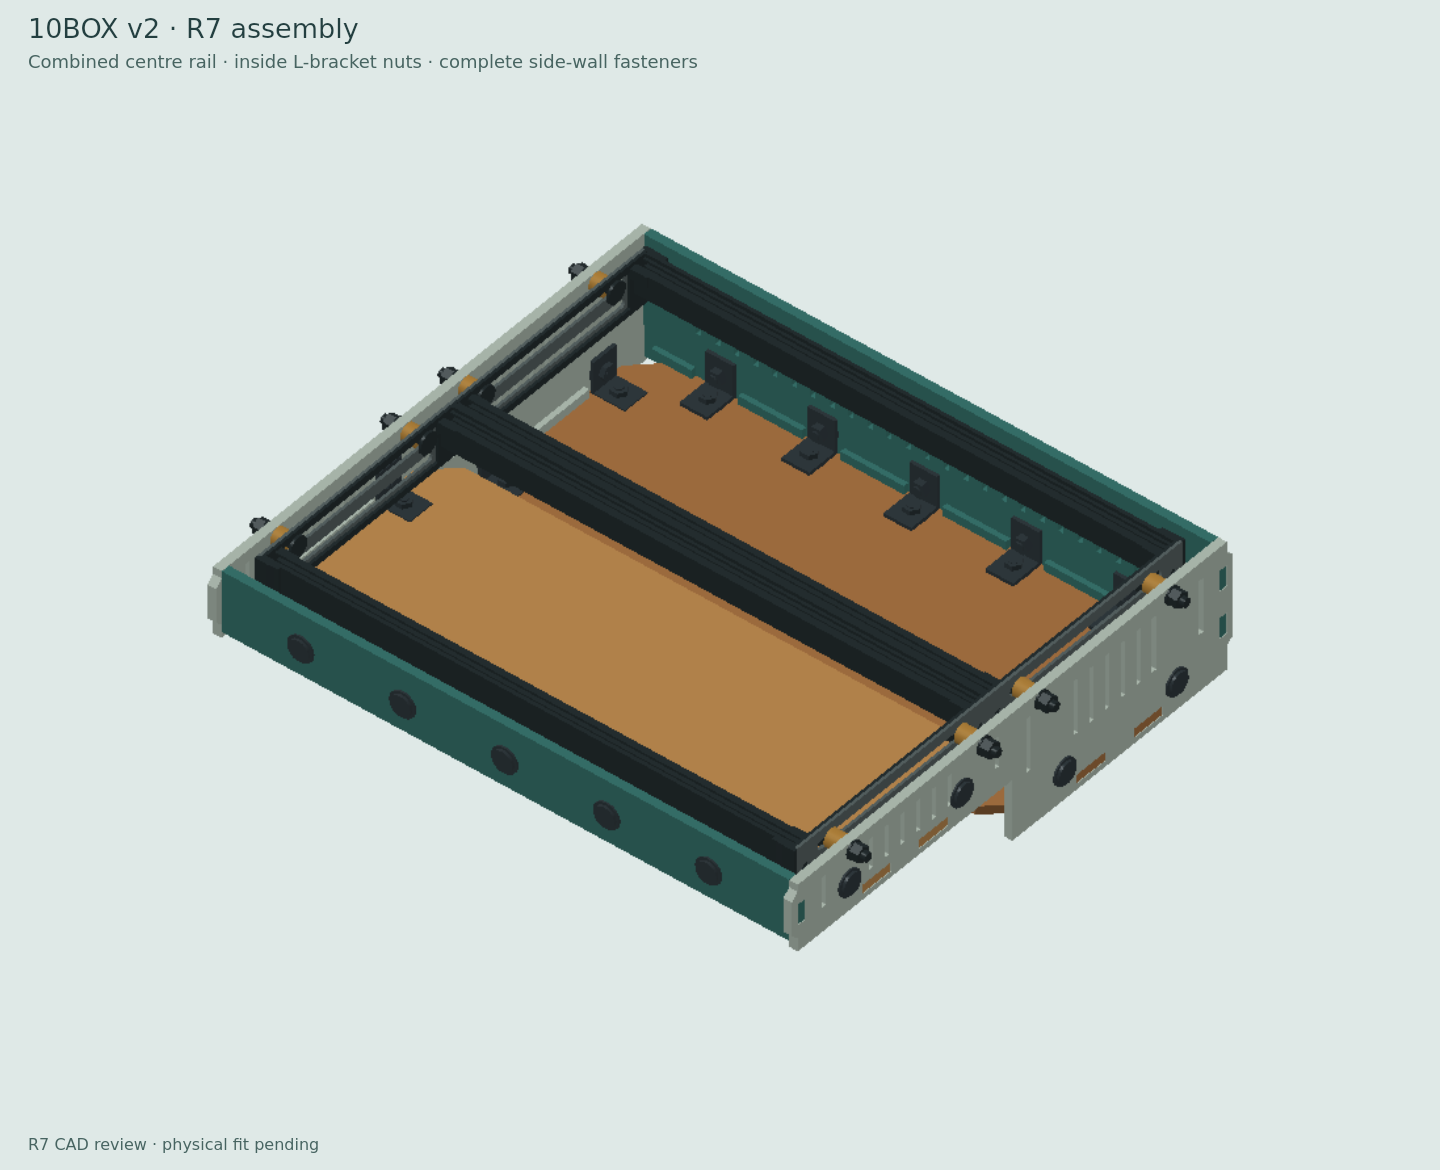 10BOX v2 · R7 assembly
Combined centre rail · inside L-bracket nuts · complete side-wall fasteners
R7 CAD review · physical fit pending